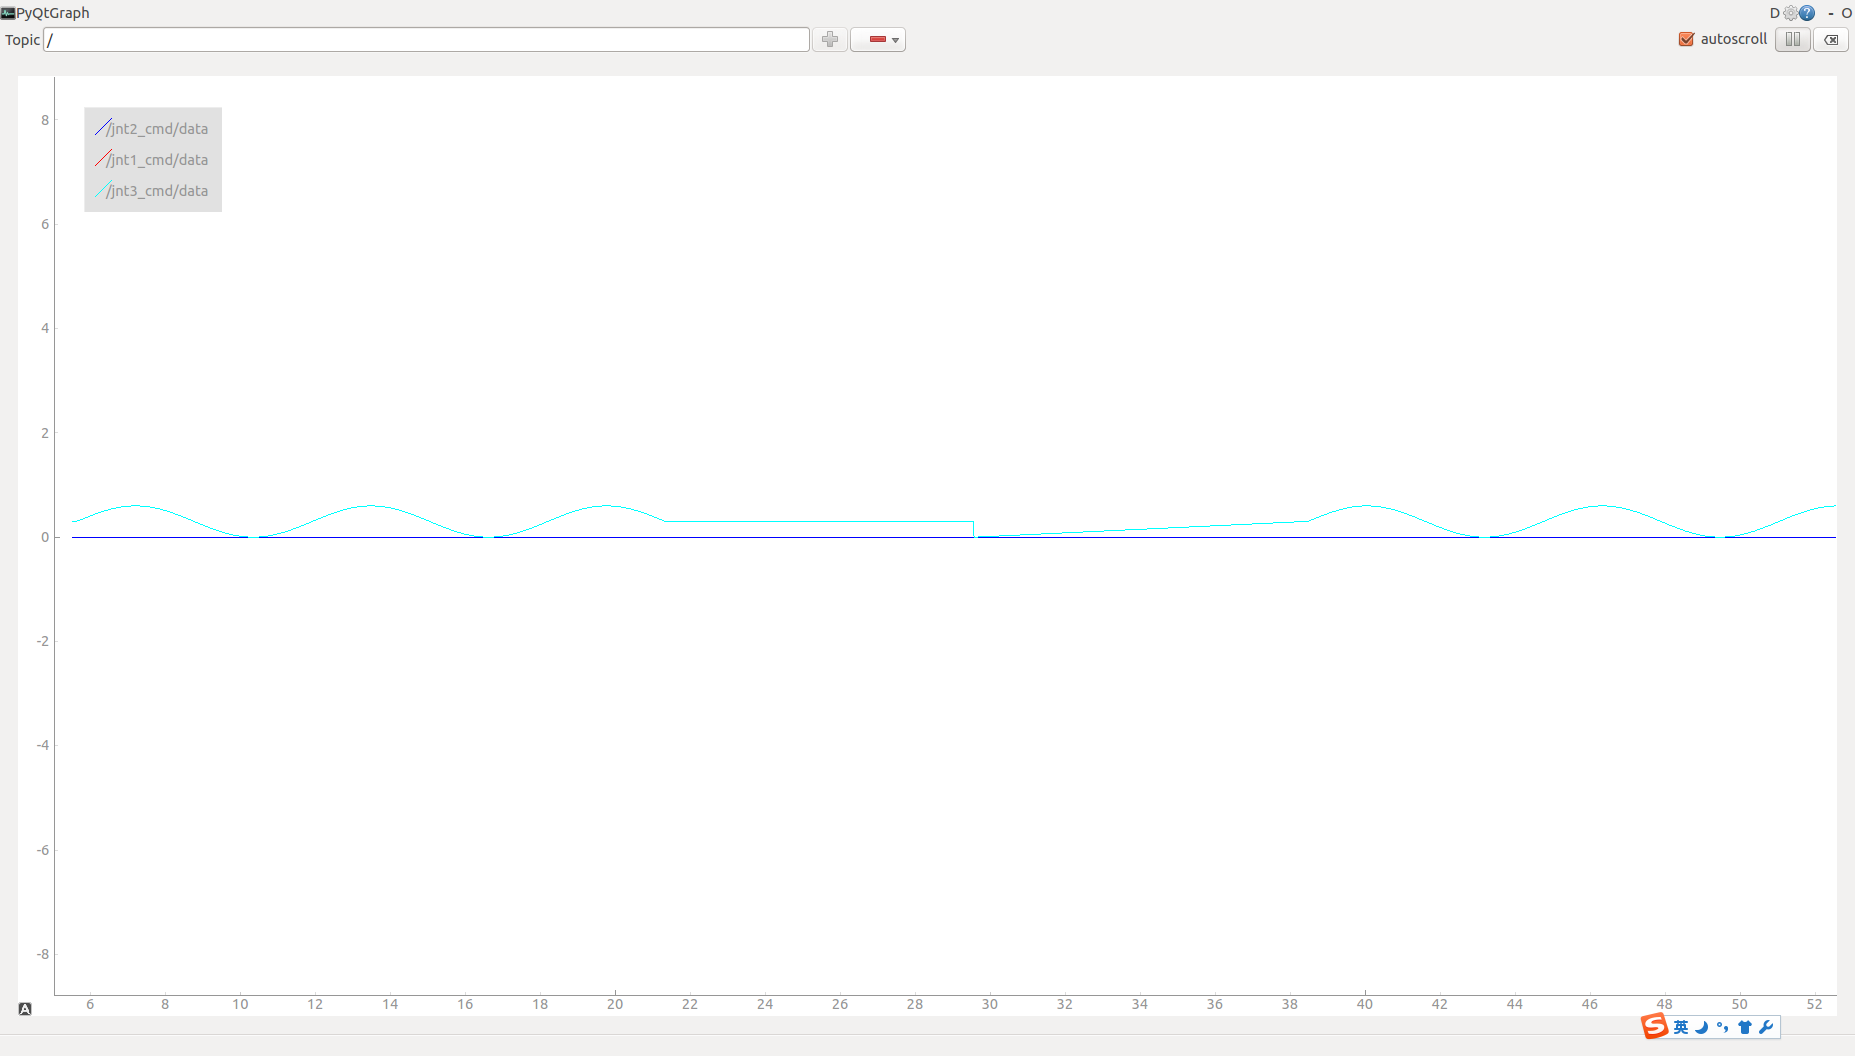 PyQtGraph D ? - O
Topic / autoscroll
/jnt2_cmd/data
/jnt1_cmd/data
/jnt3_cmd/data
8
6
4
2
0
-2
-4
-6
-8
6 8 10 12 14 16 18 20 22 24 26 28 30 32 34 36 38 40 42 44 46 48 50 52
A
S 英